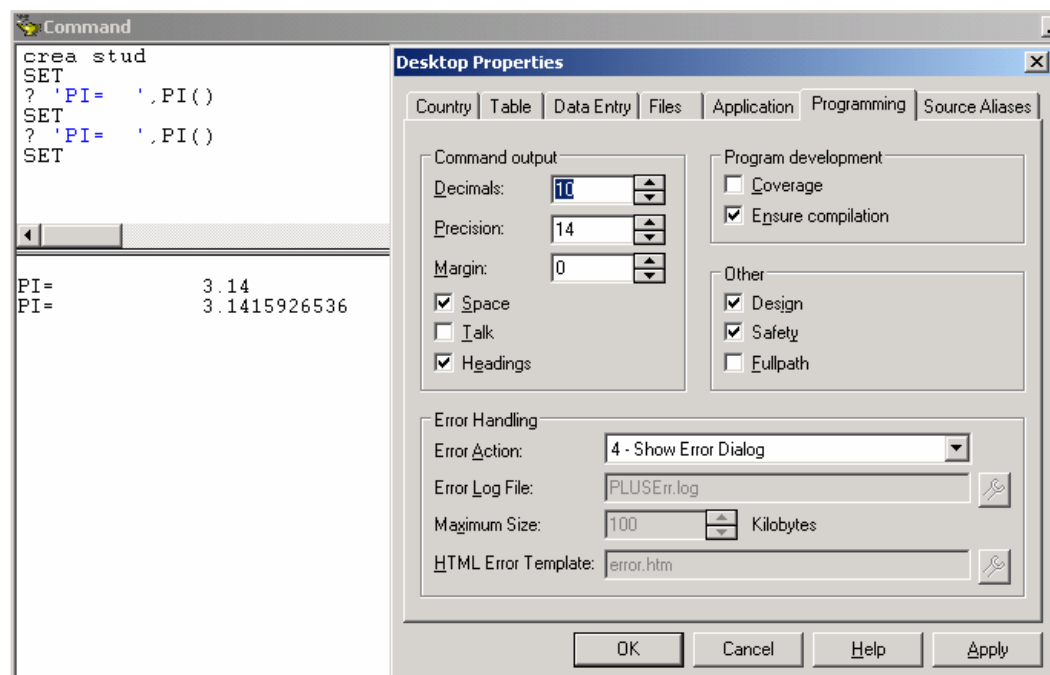 Command
crea stud
SET
? 'PI=  ',PI()
SET
? 'PI=  ',PI()
SET
PI= 3.14
PI= 3.1415926536
Desktop Properties
Country Table Data Entry Files Application Programming Source Aliases
Command output
Decimals: 10
Precision: 14
Margin: 0
Space
Talk
Headings
Program development
Coverage
Ensure compilation
Other
Design
Safety
Fullpath
Error Handling
Error Action: 4 - Show Error Dialog
Error Log File: PLUSErr.log
Maximum Size: 100 Kilobytes
HTML Error Template: error.htm
OK Cancel Help Apply